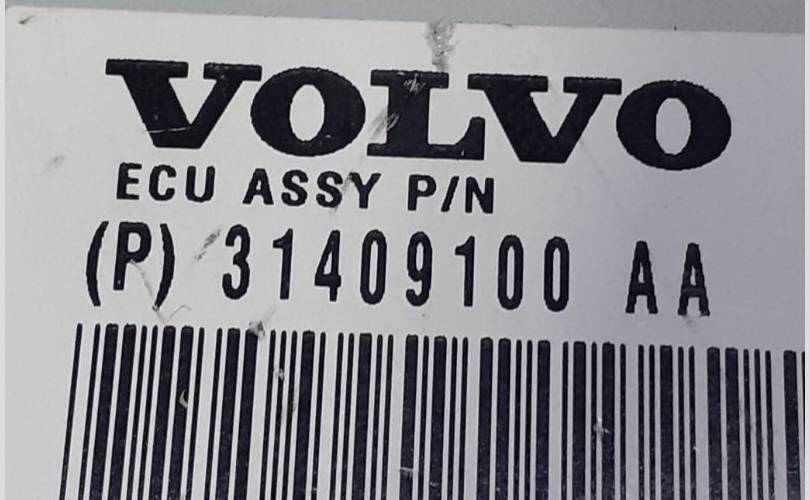 VOLVO
ECU ASSY P/N
(P) 31409100 AA